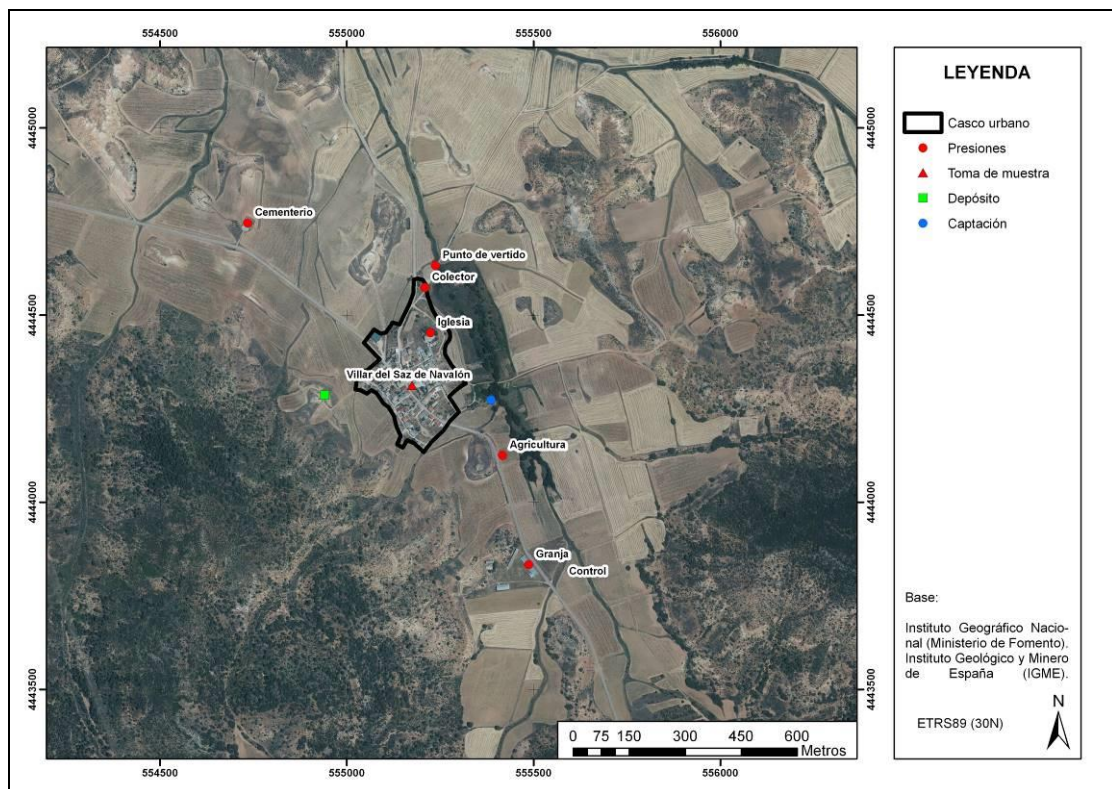 554500 555000 555500 556000
4445000 4445000
Cementerio
Punto de vertido
Colector
4444500 4444500
Iglesia
Villar del Saz de Navalón
Agricultura
4444000 4444000
Granja
Control
4443500 4443500
0 75 150 300 450 600
Metros
554500 555000 555500 556000
LEYENDA
Casco urbano
Presiones
Toma de muestra
Depósito
Captación
Base:
Instituto Geográfico Nacio-
nal (Ministerio de Fomento).
Instituto Geológico y Minero
de España (IGME).
N
ETRS89 (30N)